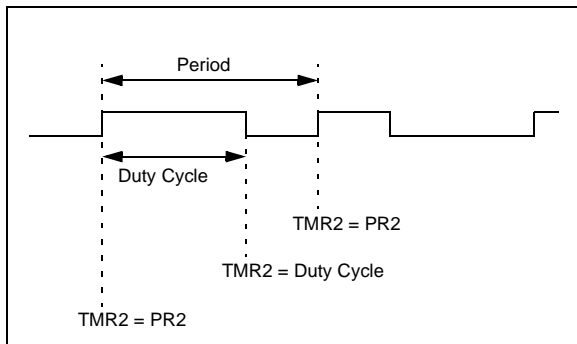 Period
Duty Cycle
TMR2 = PR2
TMR2 = Duty Cycle
TMR2 = PR2